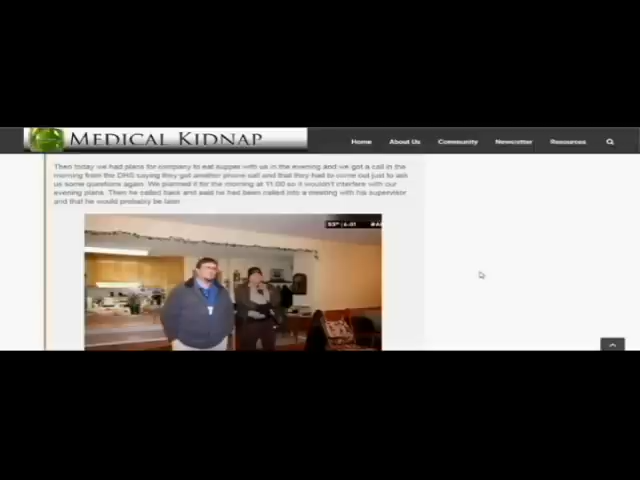 MEDICAL KIDNAP
Home About Us Community Newsletter Resources
Then today we had plans for company to eat supper with us in the evening and we got a call in the
morning from the DHS saying they got another phone call and that they had to come out just to ask
us some questions again. We planned it for the morning at 11:00 so it wouldn't interfere with our
evening plans. Then he called back and said he had been called into a meeting with his supervisor
and that he would probably be later.